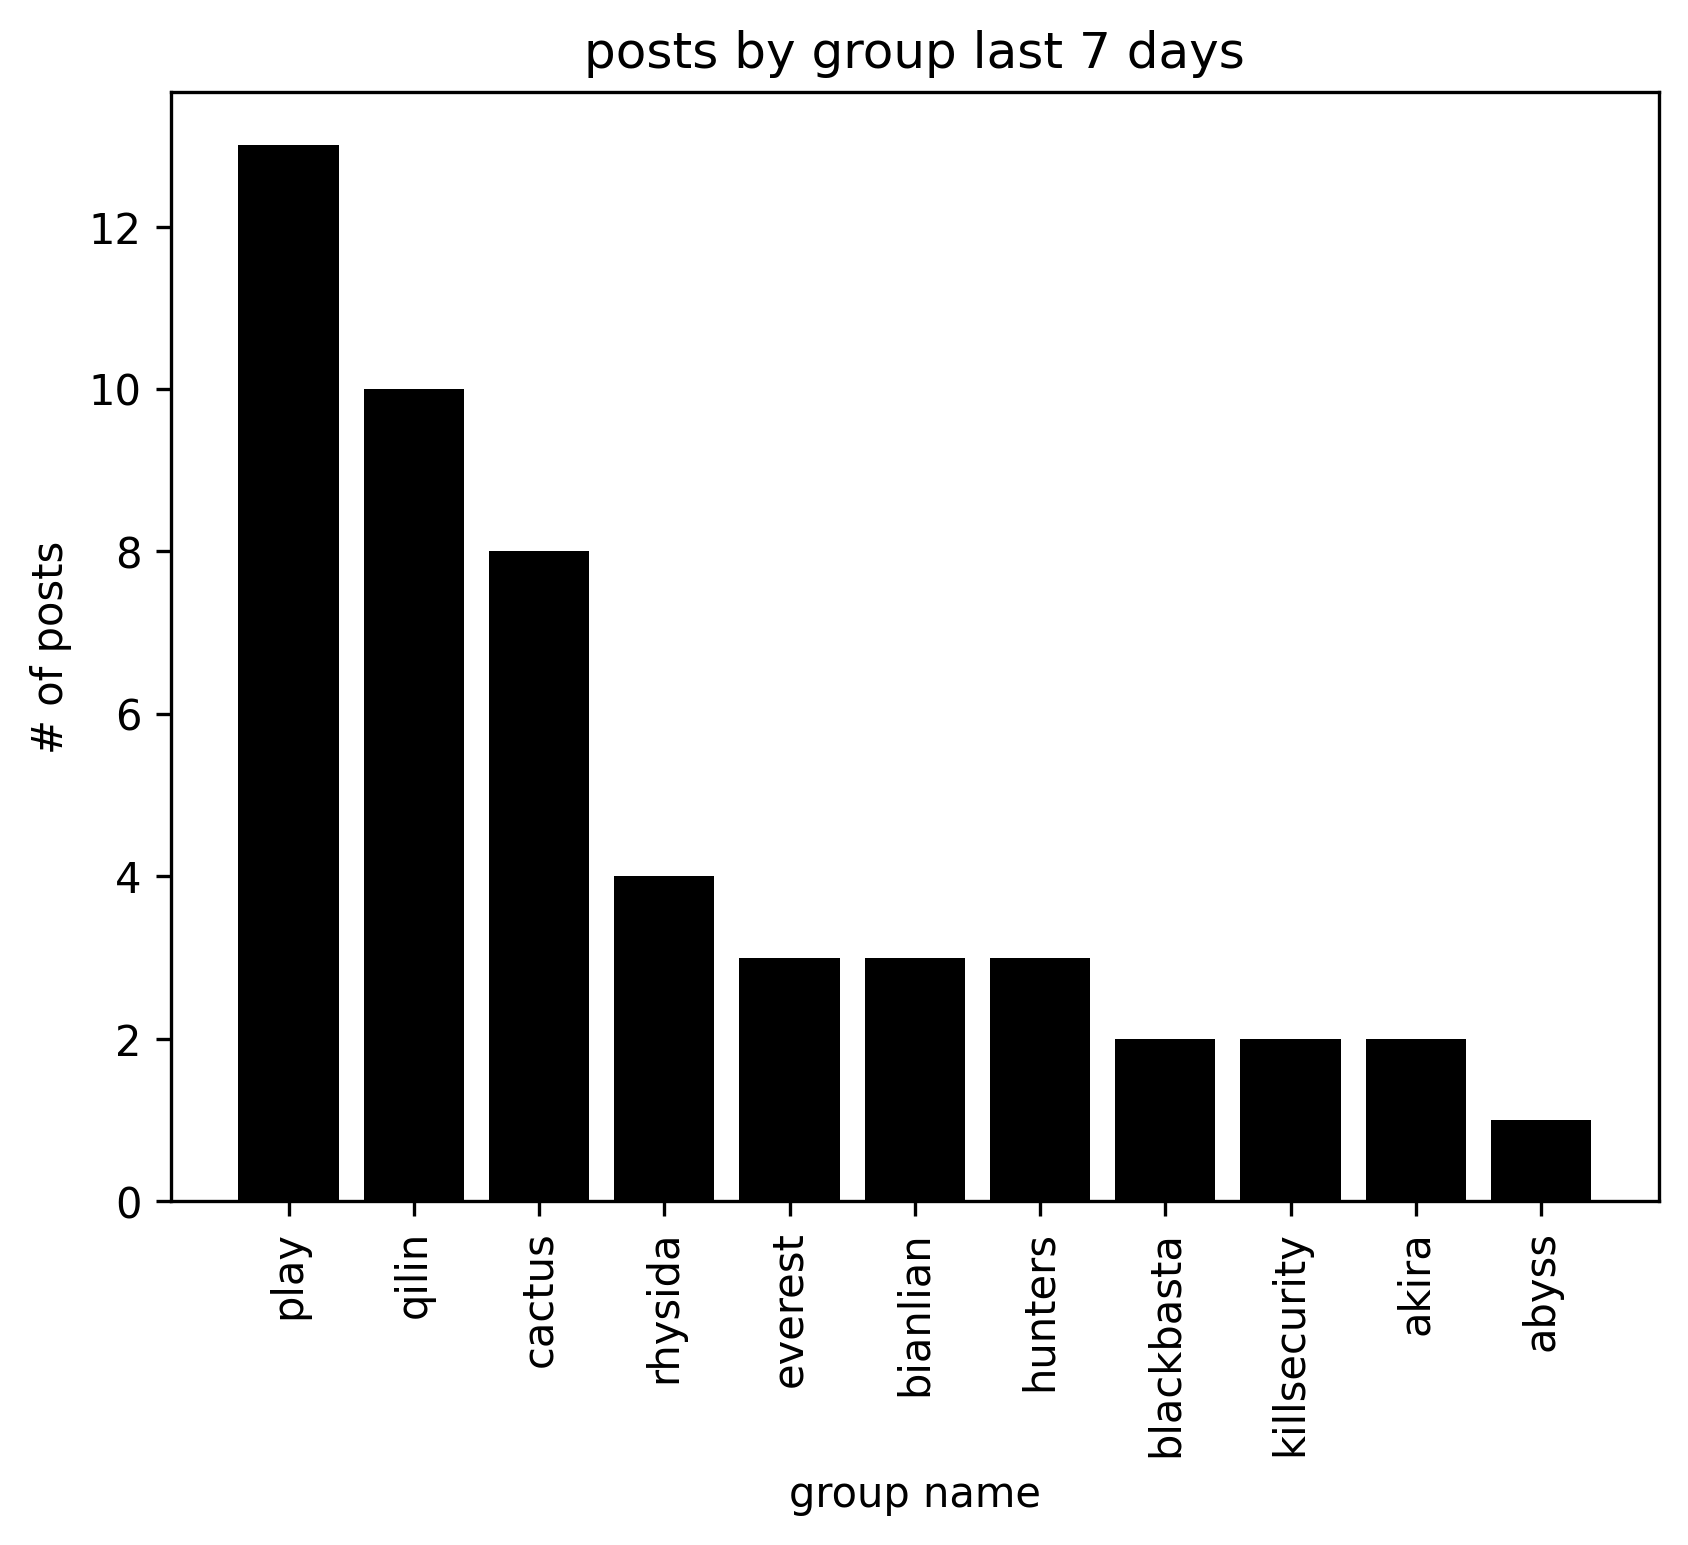 posts by group last 7 days
# of posts
12
10
8
6
4
2
0
play
qilin
cactus
rhysida
everest
bianlian
hunters
blackbasta
killsecurity
akira
abyss
group name